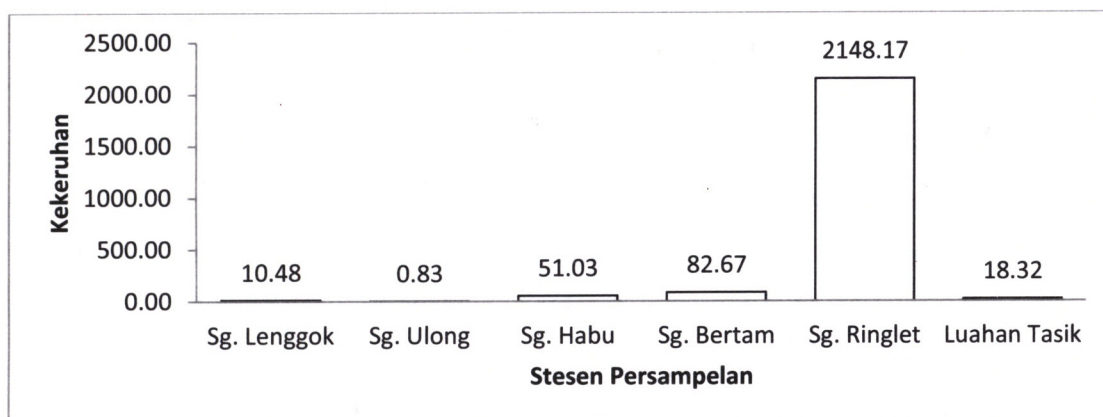 2500.00
2000.00
1500.00
1000.00
500.00
0.00
Kekeruhan
10.48
0.83
51.03
82.67
2148.17
18.32
Sg. Lenggok
Sg. Ulong
Sg. Habu
Sg. Bertam
Sg. Ringlet
Luahan Tasik
Stesen Persampelan